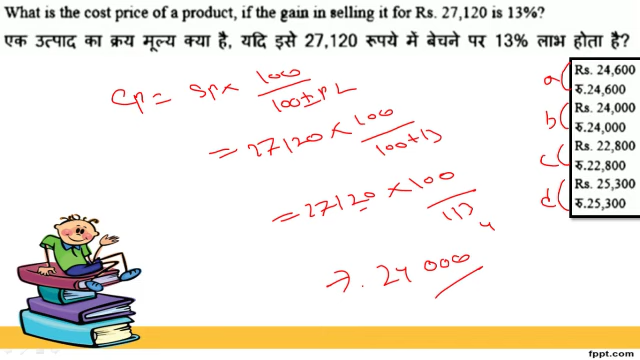 What is the cost price of a product, if the gain in selling it for Rs. 27,120 is 13%?
एक उत्पाद का क्रय मूल्य क्या है, यदि इसे 27,120 रूपये में बेचने पर 13% लाभ होता है?
a( Rs. 24,600
रु.24,600
b( Rs. 24,000
रु.24,000
c( Rs. 22,800
रु.22,800
d( Rs. 25,300
रु.25,300
CP = SP × 100
100±PL
= 27120 × 100
100+13
= 27120 × 100
113
24000
fppt.com